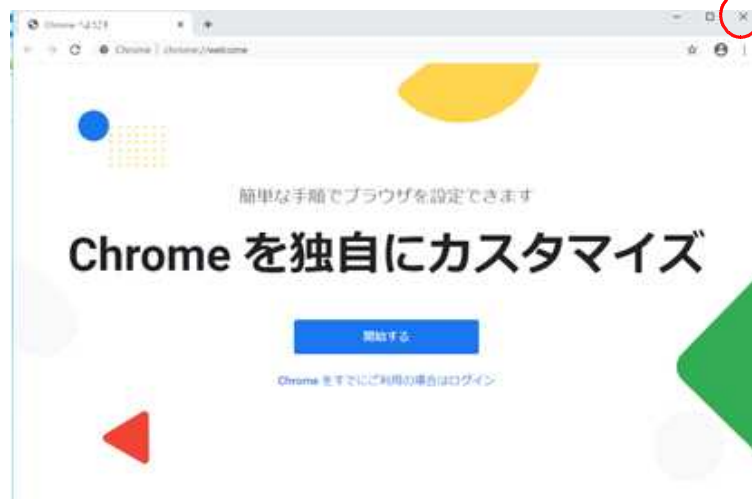 Chrome へようこそ
Chrome | chrome://welcome
簡単な手順でブラウザを設定できます
Chrome を独自にカスタマイズ
開始する
Chrome をすでにご利用の場合はログイン